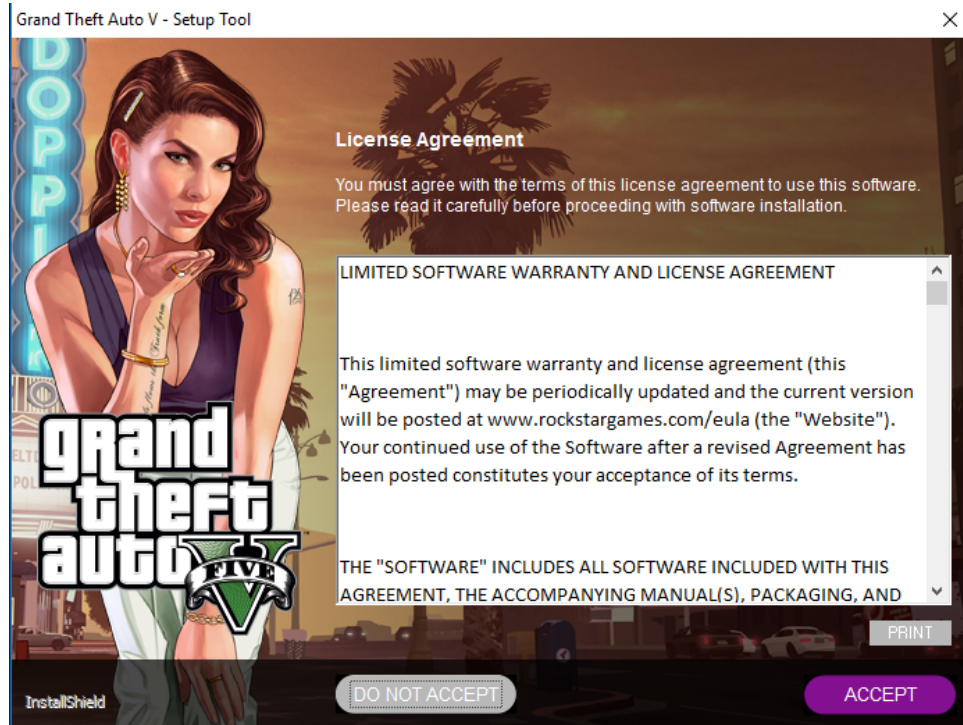 Grand Theft Auto V - Setup Tool
DOPPI
License Agreement
You must agree with the terms of this license agreement to use this software.
Please read it carefully before proceeding with software installation.
LIMITED SOFTWARE WARRANTY AND LICENSE AGREEMENT
This limited software warranty and license agreement (this
"Agreement") may be periodically updated and the current version
will be posted at www.rockstargames.com/eula (the "Website").
Your continued use of the Software after a revised Agreement has
been posted constitutes your acceptance of its terms.
THE "SOFTWARE" INCLUDES ALL SOFTWARE INCLUDED WITH THIS
AGREEMENT, THE ACCOMPANYING MANUAL(S), PACKAGING, AND
grand
theft
auto V
FIVE
PRINT
InstallShield
DO NOT ACCEPT
ACCEPT